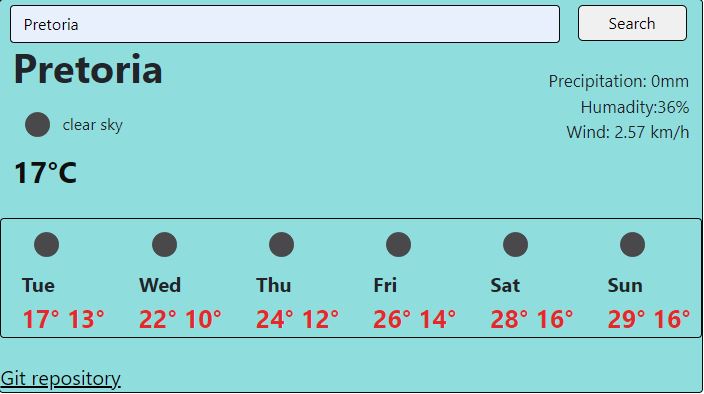 Pretoria
Search
Pretoria
clear sky
17°C
Precipitation: 0mm
Humadity:36%
Wind: 2.57 km/h
Tue Wed Thu Fri Sat Sun
17° 13° 22° 10° 24° 12° 26° 14° 28° 16° 29° 16°
Git repository